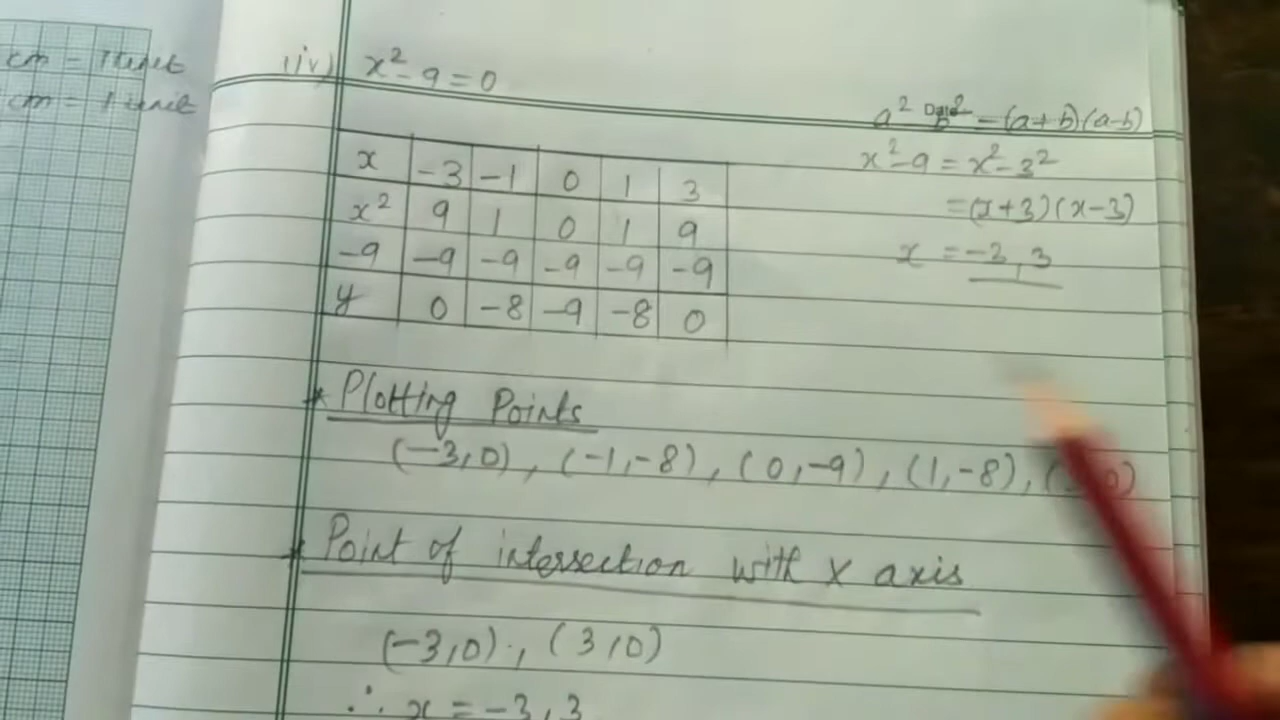 cm = 1 unit
cm = 1 unit
iv) x² - 9 = 0
Date
a² - b² = (a+b)(a-b)
x² - 9 = x² - 3²
= (x+3)(x-3)
x = -3, 3
x -3 -1 0 1 3
x² 9 1 0 1 9
-9 -9 -9 -9 -9 -9
y 0 -8 -9 -8 0
* Plotting Points
(-3,0), (-1,-8), (0,-9), (1,-8), ( 0)
* Point of intersection with X axis
(-3,0), (3,0)
∴ x = -3, 3